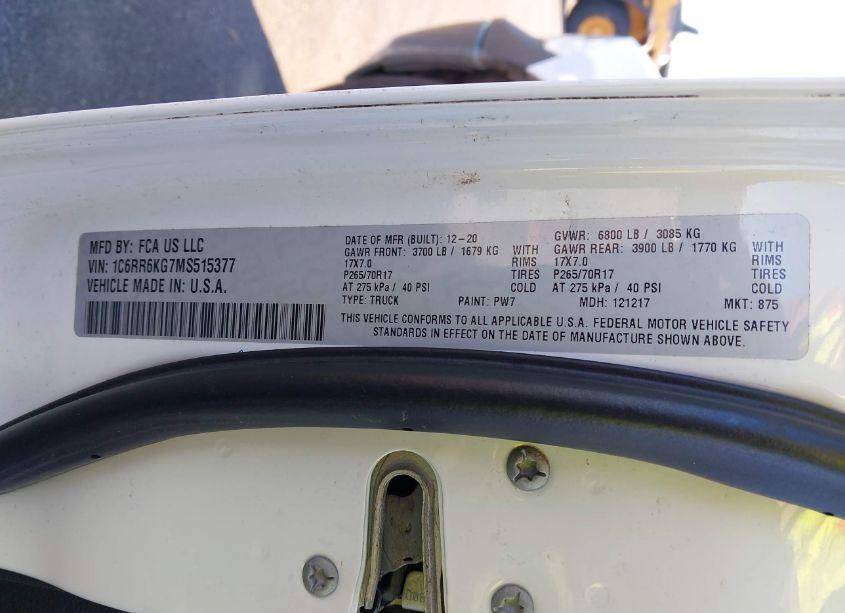 MFD BY: FCA US LLC
VIN: 1C6RR6KG7MS515377
VEHICLE MADE IN: U.S.A.
DATE OF MFR (BUILT): 12-20
GAWR FRONT: 3700 LB / 1679 KG WITH
17X7.0 RIMS
P265/70R17 TIRES
AT 275 kPa / 40 PSI COLD
TYPE: TRUCK PAINT: PW7
GVWR: 6800 LB / 3085 KG
GAWR REAR: 3900 LB / 1770 KG WITH
17X7.0 RIMS
P265/70R17 TIRES
AT 275 kPa / 40 PSI COLD
MDH: 121217 MKT: 875
THIS VEHICLE CONFORMS TO ALL APPLICABLE U.S.A. FEDERAL MOTOR VEHICLE SAFETY
STANDARDS IN EFFECT ON THE DATE OF MANUFACTURE SHOWN ABOVE.